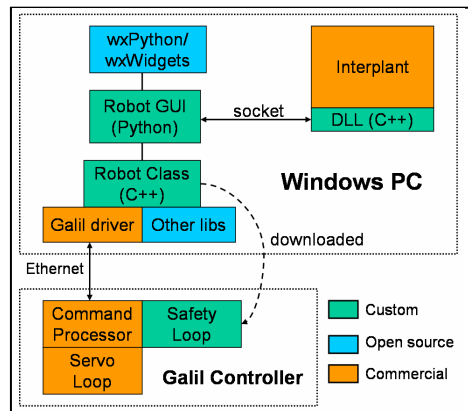 wxPython/
wxWidgets
Interplant
Robot GUI
(Python)
socket
DLL (C++)
Robot Class
(C++)
Windows PC
Galil driver
Other libs
downloaded
Ethernet
Command
Processor
Safety
Loop
Servo
Loop
Galil Controller
Custom
Open source
Commercial